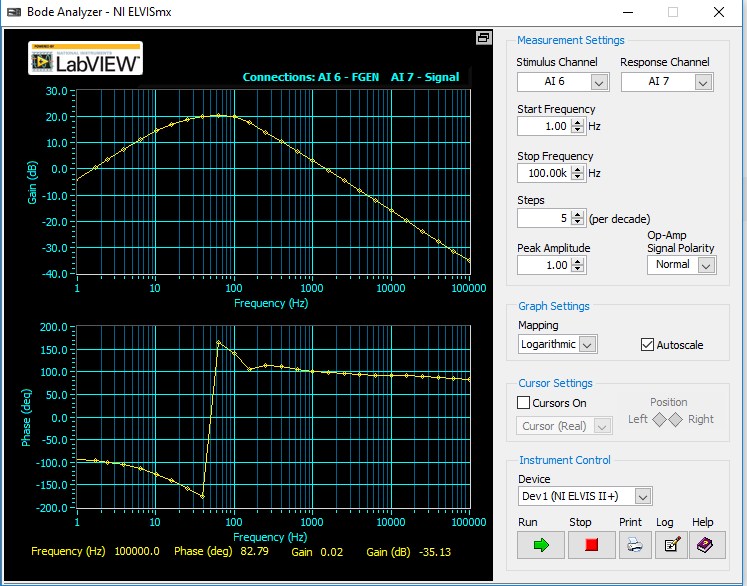 Bode Analyzer - NI ELVISmx
POWERED BY
NATIONAL INSTRUMENTS
LabVIEW™
Connections: AI 6 - FGEN AI 7 - Signal
30.0
20.0
10.0
0.0
-10.0
-20.0
-30.0
-40.0
Gain (dB)
1 10 100 1000 10000 100000
Frequency (Hz)
200.0
150.0
100.0
50.0
0.0
-50.0
-100.0
-150.0
-200.0
Phase (deg)
1 10 100 1000 10000 100000
Frequency (Hz)
Frequency (Hz) 100000.0 Phase (deg) 82.79 Gain 0.02 Gain (dB) -35.13
Measurement Settings
Stimulus Channel Response Channel
AI 6 AI 7
Start Frequency
1.00 Hz
Stop Frequency
100.00k Hz
Steps
5 (per decade)
Peak Amplitude
1.00
Op-Amp
Signal Polarity
Normal
Graph Settings
Mapping
Logarithmic
Autoscale
Cursor Settings
Cursors On
Position
Cursor (Real)
Left Right
Instrument Control
Device
Dev1 (NI ELVIS II+)
Run Stop Print Log Help